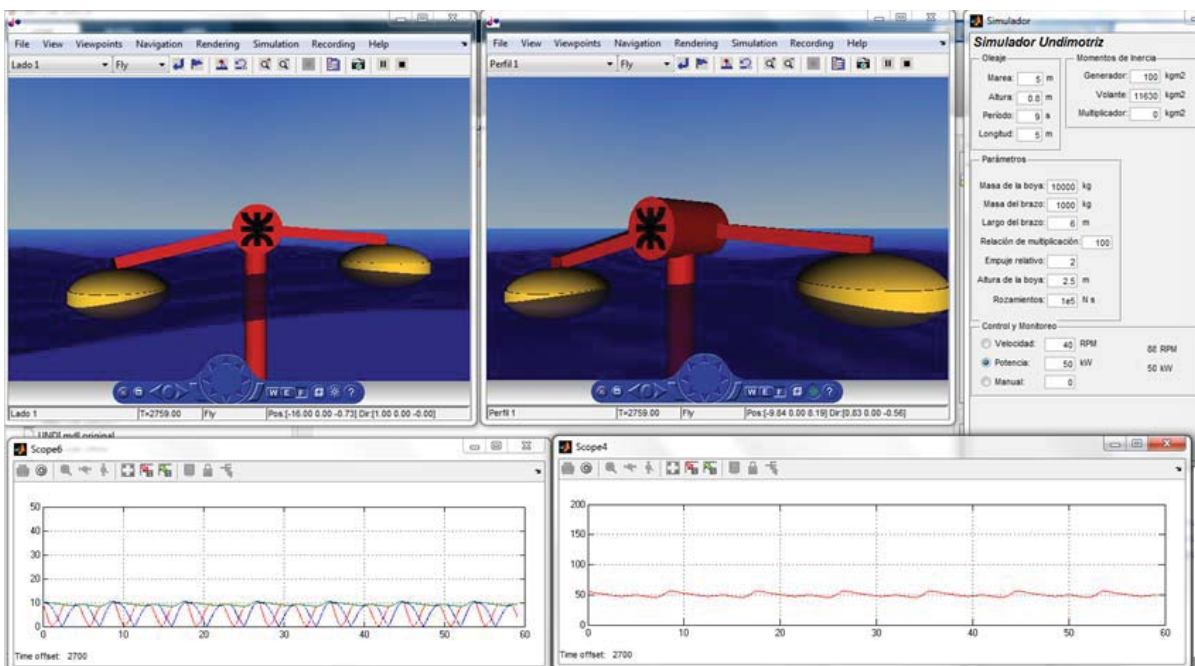 File View Viewpoints Navigation Rendering Simulation Recording Help
Lado 1 Fly
Lado 1 T=2759.00 Fly Pos:[-16.00 0.00 -0.73] Dir:[1.00 0.00 -0.00]
File View Viewpoints Navigation Rendering Simulation Recording Help
Perfil 1 Fly
Perfil 1 T=2759.00 Fly Pos:[-9.84 0.00 8.19] Dir:[0.83 0.00 -0.56]
Simulador
Simulador Undimotriz
Oleaje
Marea: 5 m
Altura: 0.8 m
Período: 9 s
Longitud: 5 m
Momentos de Inercia
Generador: 100 kgm2
Volante: 11630 kgm2
Multiplicador: 0 kgm2
Parámetros
Masa de la boya: 10000 kg
Masa del brazo: 1000 kg
Largo del brazo: 6 m
Relación de multiplicación: 100
Empuje relativo: 2
Altura de la boya: 2.5 m
Rozamientos: 1e5 N s
Control y Monitoreo
Velocidad: 40 RPM 88 RPM
Potencia: 50 kW 50 kW
Manual: 0
UNDI.mdl original
Scope6
50
40
30
20
10
0
0 10 20 30 40 50 60
Time offset: 2700
Scope4
200
150
100
50
0
0 10 20 30 40 50 60
Time offset: 2700